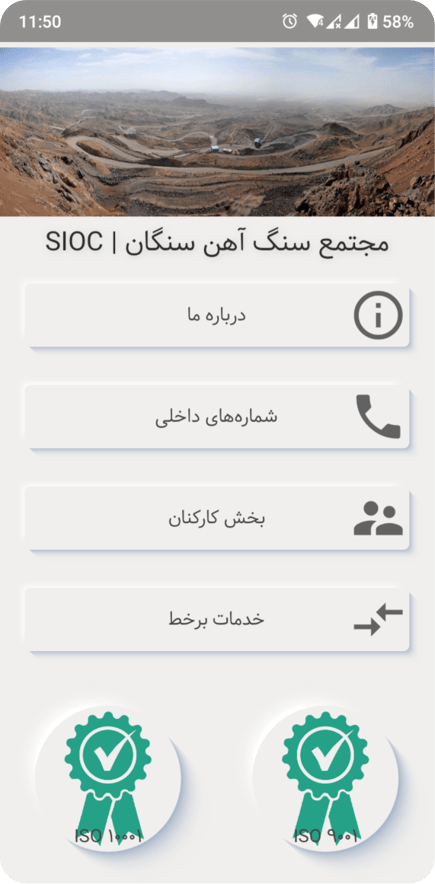 11:50 58%
مجتمع سنگ آهن سنگان | SIOC
درباره ما
شماره‌های داخلی
بخش کارکنان
خدمات برخط
ISO ۹۰۰۱
ISO ۱۰۰۰۱